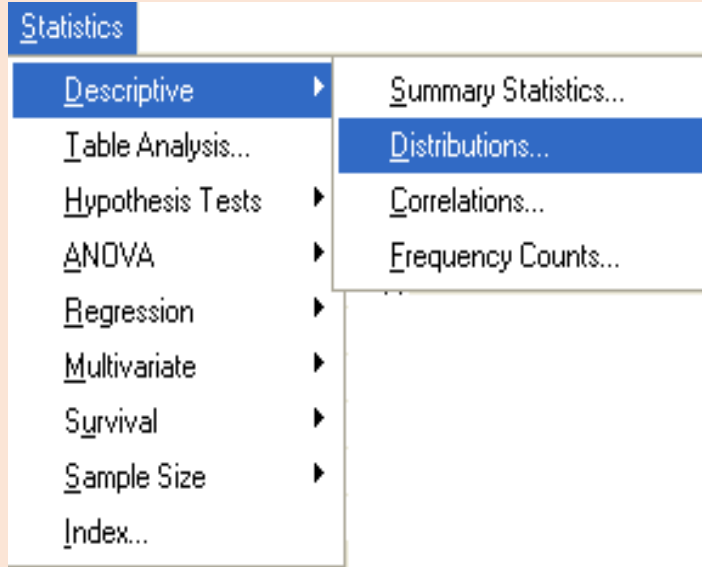 Statistics
Descriptive
Table Analysis...
Hypothesis Tests
ANOVA
Regression
Multivariate
Survival
Sample Size
Index...
Summary Statistics...
Distributions...
Correlations...
Frequency Counts...